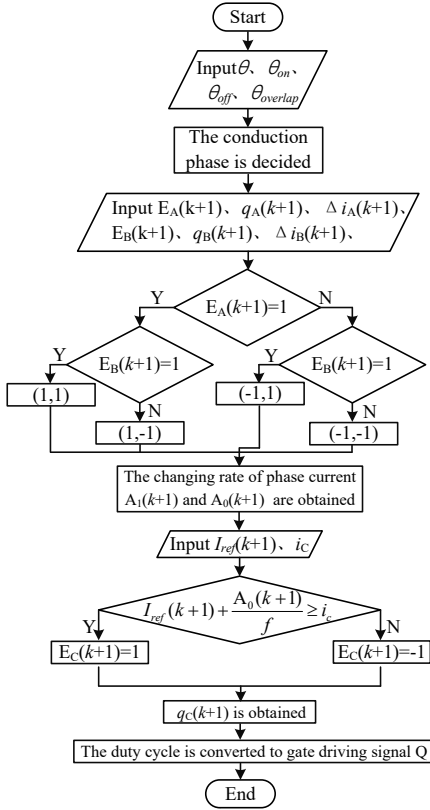 Start
Input θ、 θon
θoff、 θoverlap
The conduction
phase is decided
Input EA(k+1)、 qA(k+1)、 Δ iA(k+1)、
EB(k+1)、 qB(k+1)、 Δ iB(k+1)、
Y
EA(k+1)=1
N
Y
EB(k+1)=1
N
(1,1)
(1,-1)
Y
EB(k+1)=1
N
(-1,1)
(-1,-1)
The changing rate of phase current
A1(k+1) and A0(k+1) are obtained
Input Iref(k+1)、 iC
Iref(k+1)+A0(k+1)/f ≥ ic
Y
N
EC(k+1)=1
EC(k+1)=-1
qC(k+1) is obtained
The duty cycle is converted to gate driving signal Q
End